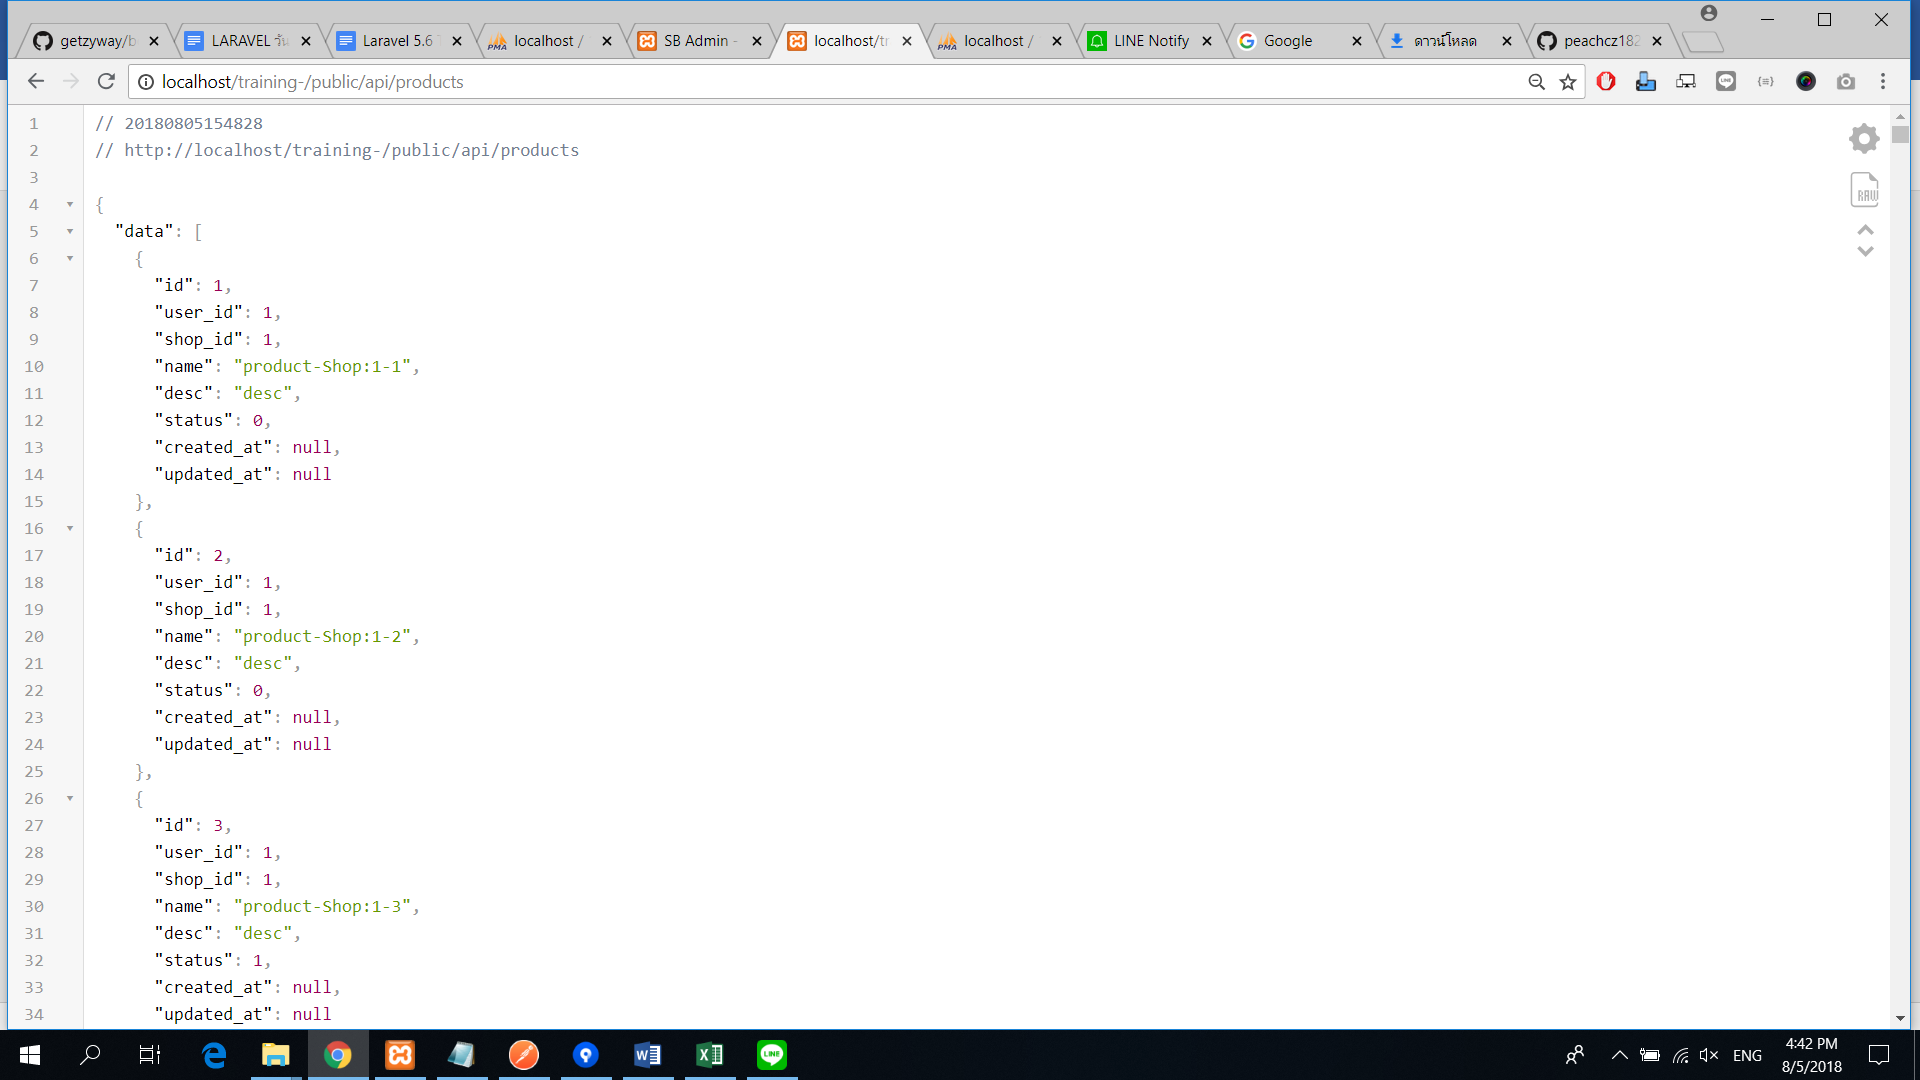 getzyway/b
LARAVEL วัน
Laravel 5.6
localhost /
SB Admin -
localhost/tr
localhost /
LINE Notify
Google
ดาวน์โหลด
peachcz182
localhost/training-/public/api/products
1 // 20180805154828
2 // http://localhost/training-/public/api/products
3
4 {
5 "data": [
6 {
7 "id": 1,
8 "user_id": 1,
9 "shop_id": 1,
10 "name": "product-Shop:1-1",
11 "desc": "desc",
12 "status": 0,
13 "created_at": null,
14 "updated_at": null
15 },
16 {
17 "id": 2,
18 "user_id": 1,
19 "shop_id": 1,
20 "name": "product-Shop:1-2",
21 "desc": "desc",
22 "status": 0,
23 "created_at": null,
24 "updated_at": null
25 },
26 {
27 "id": 3,
28 "user_id": 1,
29 "shop_id": 1,
30 "name": "product-Shop:1-3",
31 "desc": "desc",
32 "status": 1,
33 "created_at": null,
34 "updated_at": null
RAW
ENG
4:42 PM
8/5/2018